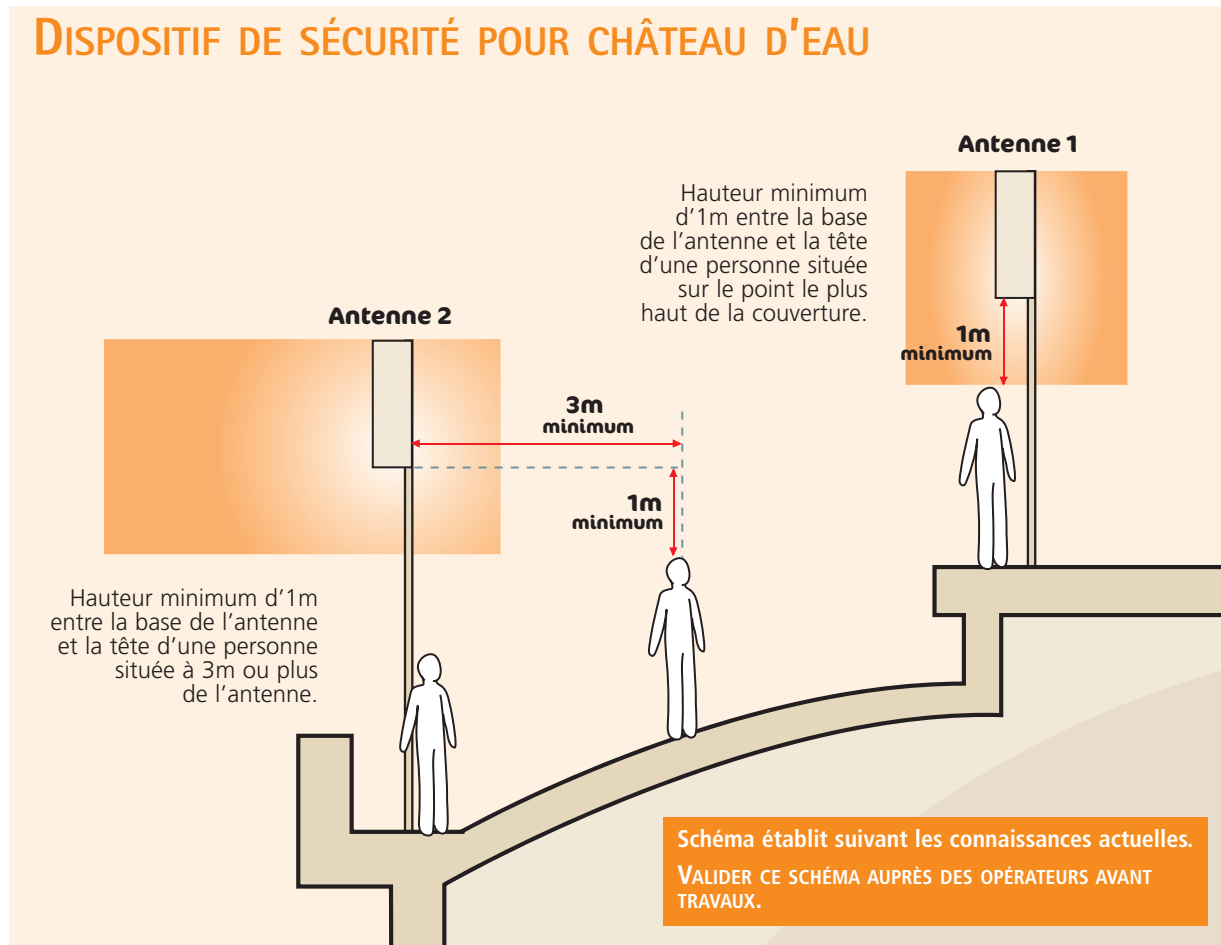 DISPOSITIF DE SÉCURITÉ POUR CHÂTEAU D'EAU
Antenne 1
Hauteur minimum
d'1m entre la base
de l'antenne et la tête
d'une personne située
sur le point le plus
haut de la couverture.
1m
minimum
Antenne 2
3m
minimum
1m
minimum
Hauteur minimum d'1m
entre la base de l'antenne
et la tête d'une personne
située à 3m ou plus
de l'antenne.
Schéma établit suivant les connaissances actuelles.
VALIDER CE SCHÉMA AUPRÈS DES OPÉRATEURS AVANT
TRAVAUX.